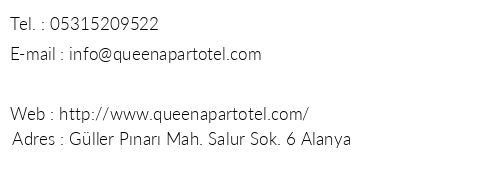 Tel. : 05315209522
E-mail : info@queenapartotel.com
Web : http://www.queenapartotel.com/
Adres : Güller Pınarı Mah. Salur Sok. 6 Alanya